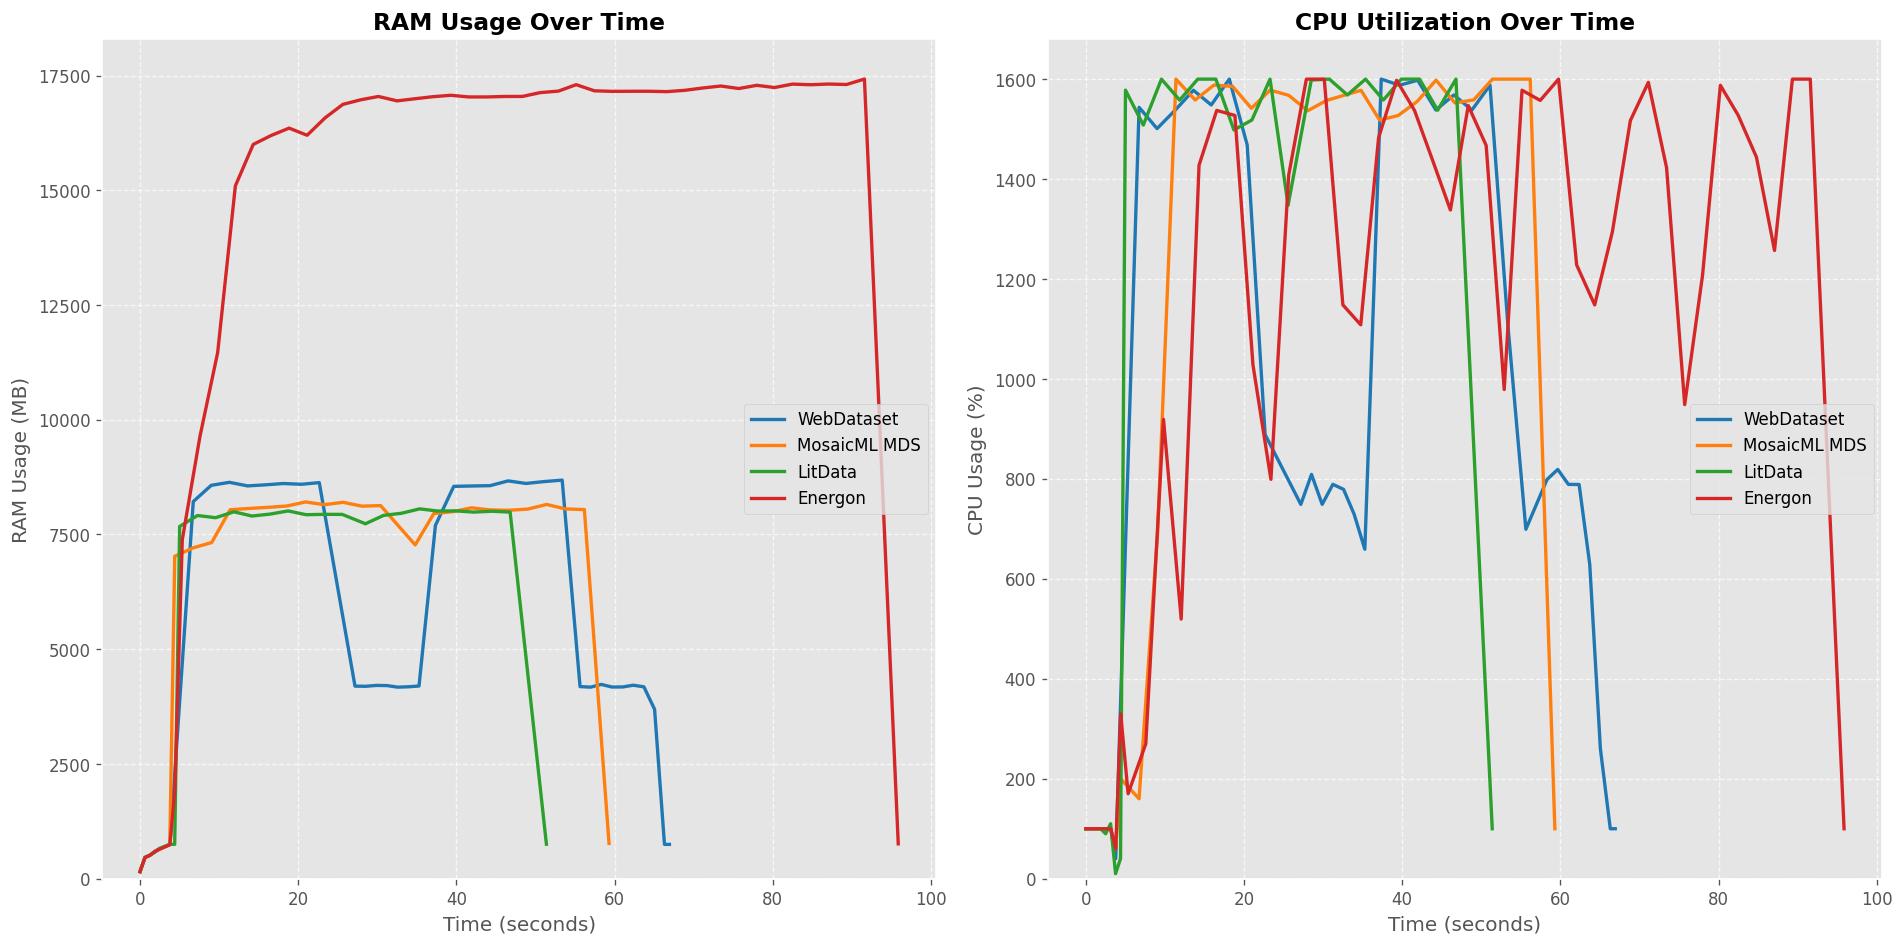 RAM Usage Over Time
RAM Usage (MB)
17500
15000
12500
10000
7500
5000
2500
0
0 20 40 60 80 100
Time (seconds)
WebDataset
MosaicML MDS
LitData
Energon
CPU Utilization Over Time
CPU Usage (%)
1600
1400
1200
1000
800
600
400
200
0
0 20 40 60 80 100
Time (seconds)
WebDataset
MosaicML MDS
LitData
Energon